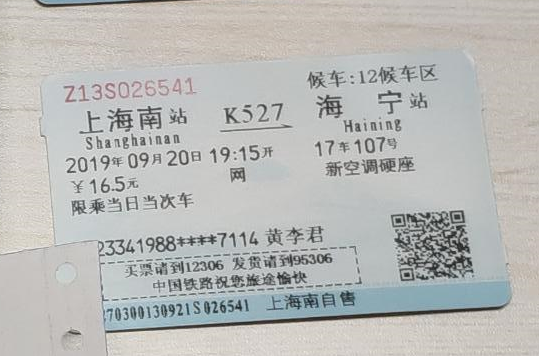 Z13S026541
候车:12候车区
上海南站 K527 海宁站
Shanghainan Haining
2019年09月20日 19:15开 17车107号
¥16.5元 网 新空调硬座
限乘当日当次车
23341988****7114 黄李君
买票请到12306 发货请到95306
中国铁路祝您旅途愉快
70300130921S026541 上海南自售